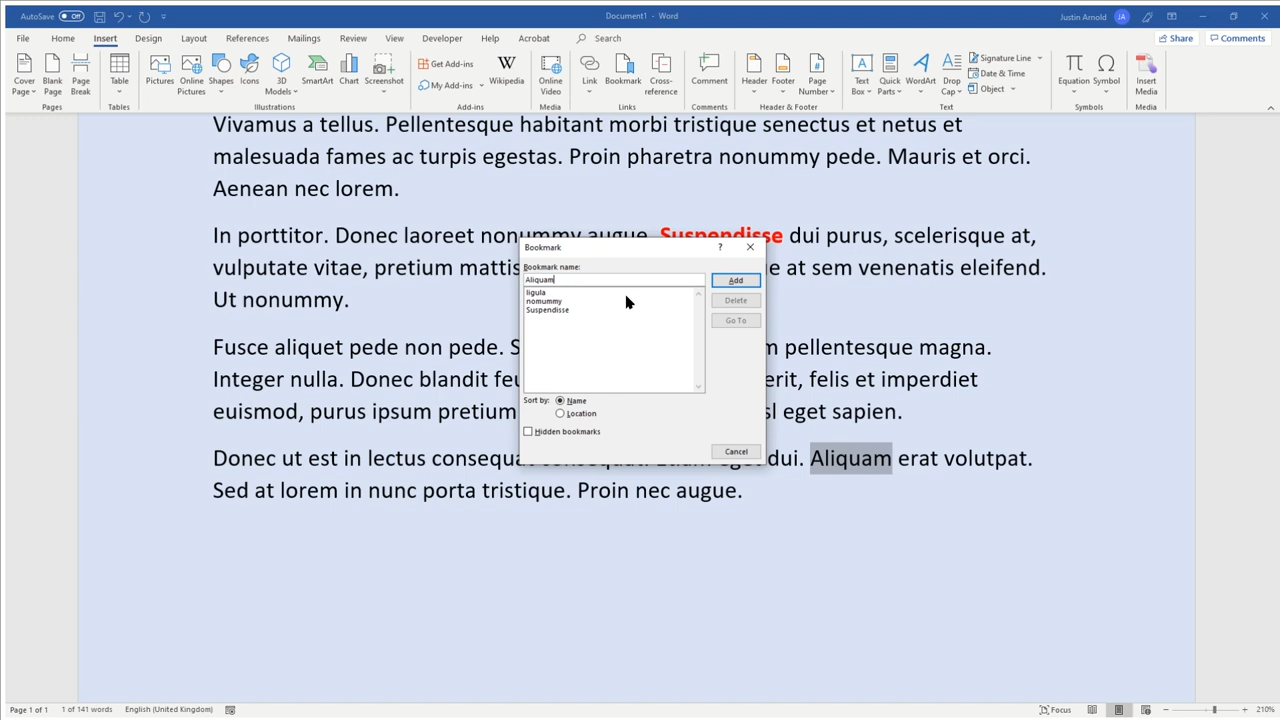 AutoSave Off
Document1 - Word
Justin Arnold JA
File Home Insert Design Layout References Mailings Review View Developer Help Acrobat Search Share Comments
Cover Page
Blank Page
Page Break
Table
Pictures
Online Pictures
Shapes
Icons
3D Models
SmartArt
Chart
Screenshot
Get Add-ins
My Add-ins
Wikipedia
Online Video
Link
Bookmark
Cross-reference
Comment
Header
Footer
Page Number
Text Box
Quick Parts
WordArt
Drop Cap
Signature Line
Date & Time
Object
Equation
Symbol
Insert Media
Pages Tables Illustrations Add-ins Media Links Comments Header & Footer Text Symbols Media
Vivamus a tellus. Pellentesque habitant morbi tristique senectus et netus et
malesuada fames ac turpis egestas. Proin pharetra nonummy pede. Mauris et orci.
Aenean nec lorem.
In porttitor. Donec laoreet nonummy augue. Suspendisse dui purus, scelerisque at,
vulputate vitae, pretium mattis at sem venenatis eleifend.
Ut nonummy.
Fusce aliquet pede non pede. pellentesque magna.
Integer nulla. Donec blandit felis et imperdiet
euismod, purus ipsum pretium eget sapien.
Donec ut est in lectus dui. Aliquam erat volutpat.
Sed at lorem in nunc porta tristique. Proin nec augue.
Bookmark ?
Bookmark name:
Aliquam
Add
ligula
nomummy
Suspendisse
Delete
Go To
Sort by: Name
Location
Hidden bookmarks
Cancel
Page 1 of 1 1 of 141 words English (United Kingdom) Focus 210%